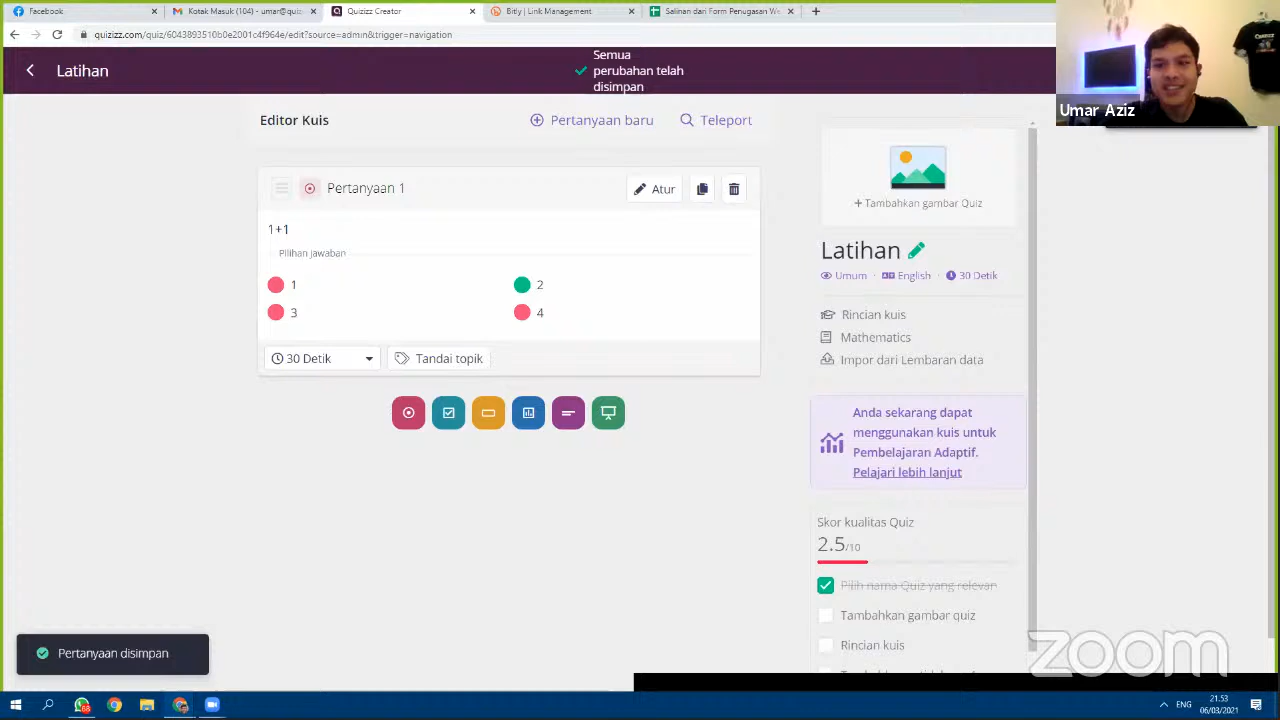 Facebook
Kotak Masuk (104) - umar@quiz
Quizizz Creator
Bitly | Link Management
Salinan dari Form Penugasan We
quizizz.com/quiz/6043893510b0e2001c4f964e/edit?source=admin&trigger=navigation
Latihan
Semua
perubahan telah
disimpan
Umar Aziz
Editor Kuis
Pertanyaan baru
Teleport
Pertanyaan 1
Atur
1+1
Pilihan jawaban
1
2
3
4
30 Detik
Tandai topik
+ Tambahkan gambar Quiz
Latihan
Umum · English · 30 Detik
Rincian kuis
Mathematics
Impor dari Lembaran data
Anda sekarang dapat
menggunakan kuis untuk
Pembelajaran Adaptif.
Pelajari lebih lanjut
Skor kualitas Quiz
2.5/10
Pilih nama Quiz yang relevan
Tambahkan gambar quiz
Rincian kuis
Pertanyaan disimpan
zoom
ENG
21.53
06/03/2021